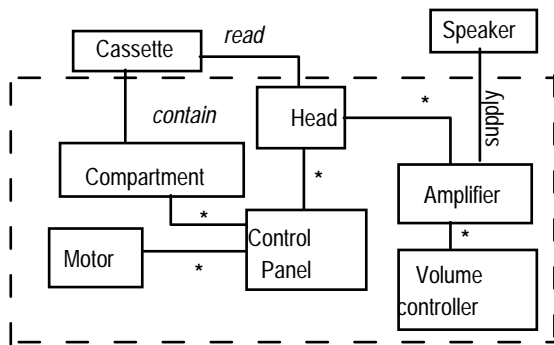 Cassette
read
Speaker
contain
Head
*
supply
Compartment
*
Amplifier
*
Control
Panel
*
Motor
*
Volume
controller